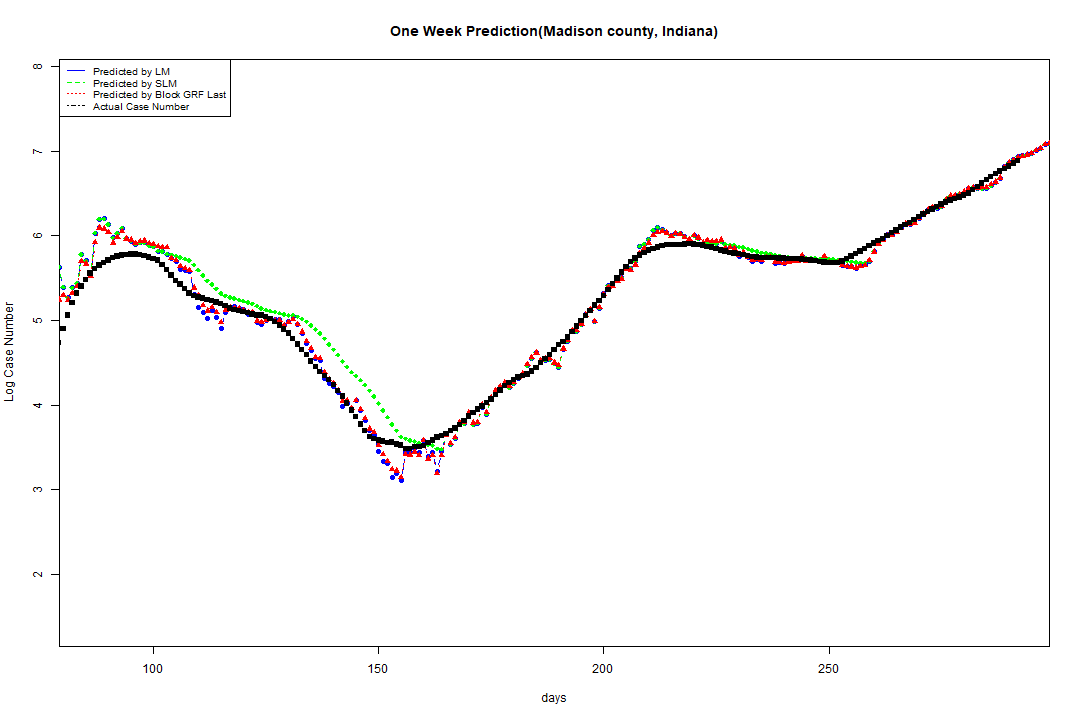 One Week Prediction(Madison county, Indiana)
Predicted by LM
Predicted by SLM
Predicted by Block GRF Last
Actual Case Number
8
7
6
5
4
3
2
Log Case Number
100 150 200 250
days